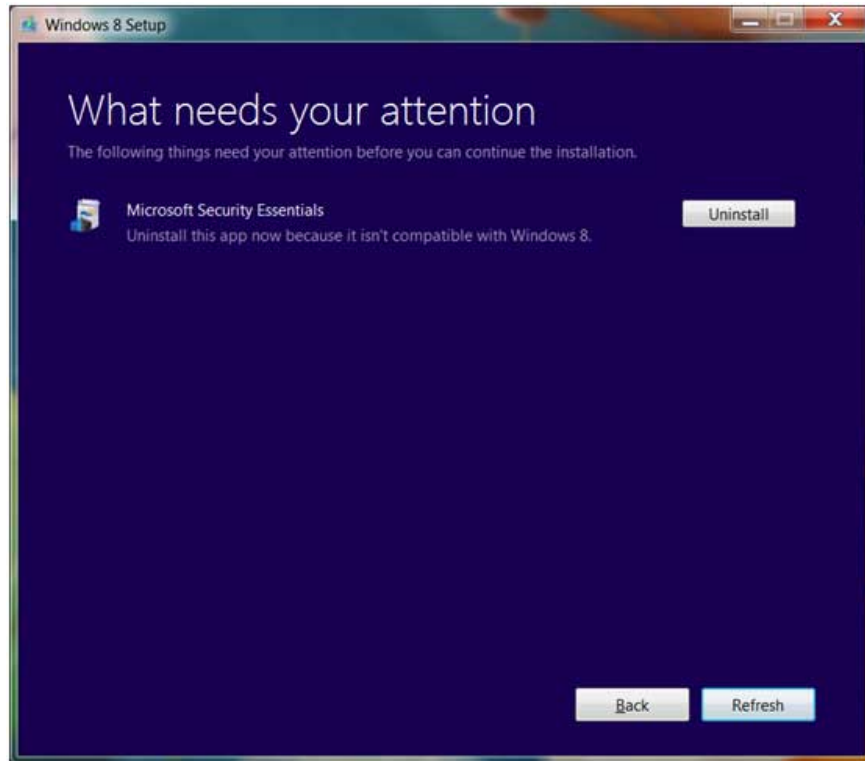 Windows 8 Setup
What needs your attention
The following things need your attention before you can continue the installation.
Microsoft Security Essentials
Uninstall
Uninstall this app now because it isn't compatible with Windows 8.
Back
Refresh